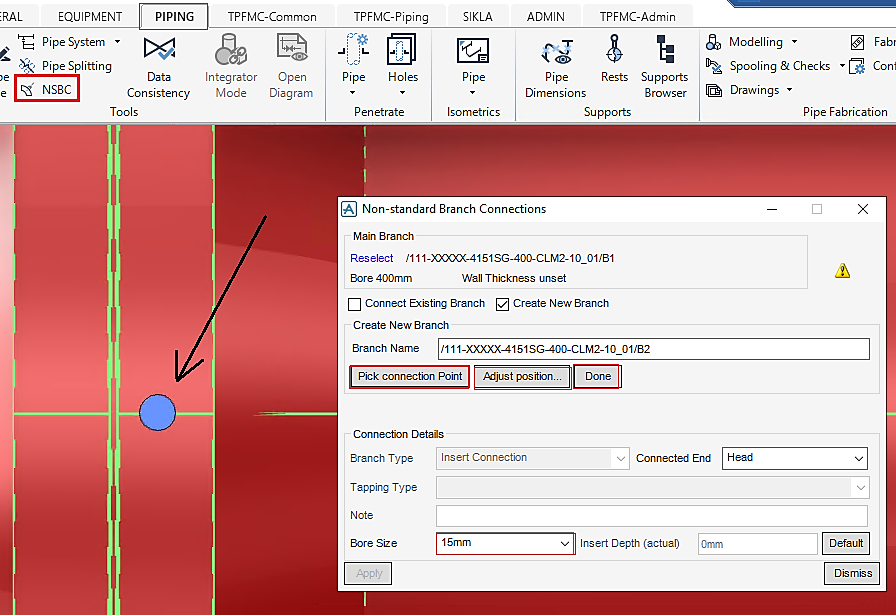 ERAL EQUIPMENT PIPING TPFMC-Common TPFMC-Piping SIKLA ADMIN TPFMC-Admin
Pipe System
Pipe Splitting
NSBC
Data Consistency
Integrator Mode
Open Diagram
Tools
Pipe
Holes
Penetrate
Pipe
Isometrics
Pipe Dimensions
Rests
Supports Browser
Supports
Modelling
Spooling & Checks
Drawings
Fab
Con
Pipe Fabrication
Non-standard Branch Connections
Main Branch
Reselect /111-XXXXX-4151SG-400-CLM2-10_01/B1
Bore 400mm Wall Thickness unset
Connect Existing Branch Create New Branch
Create New Branch
Branch Name /111-XXXXX-4151SG-400-CLM2-10_01/B2
Pick connection Point Adjust position... Done
Connection Details
Branch Type Insert Connection Connected End Head
Tapping Type
Note
Bore Size 15mm Insert Depth (actual) 0mm Default
Apply Dismiss